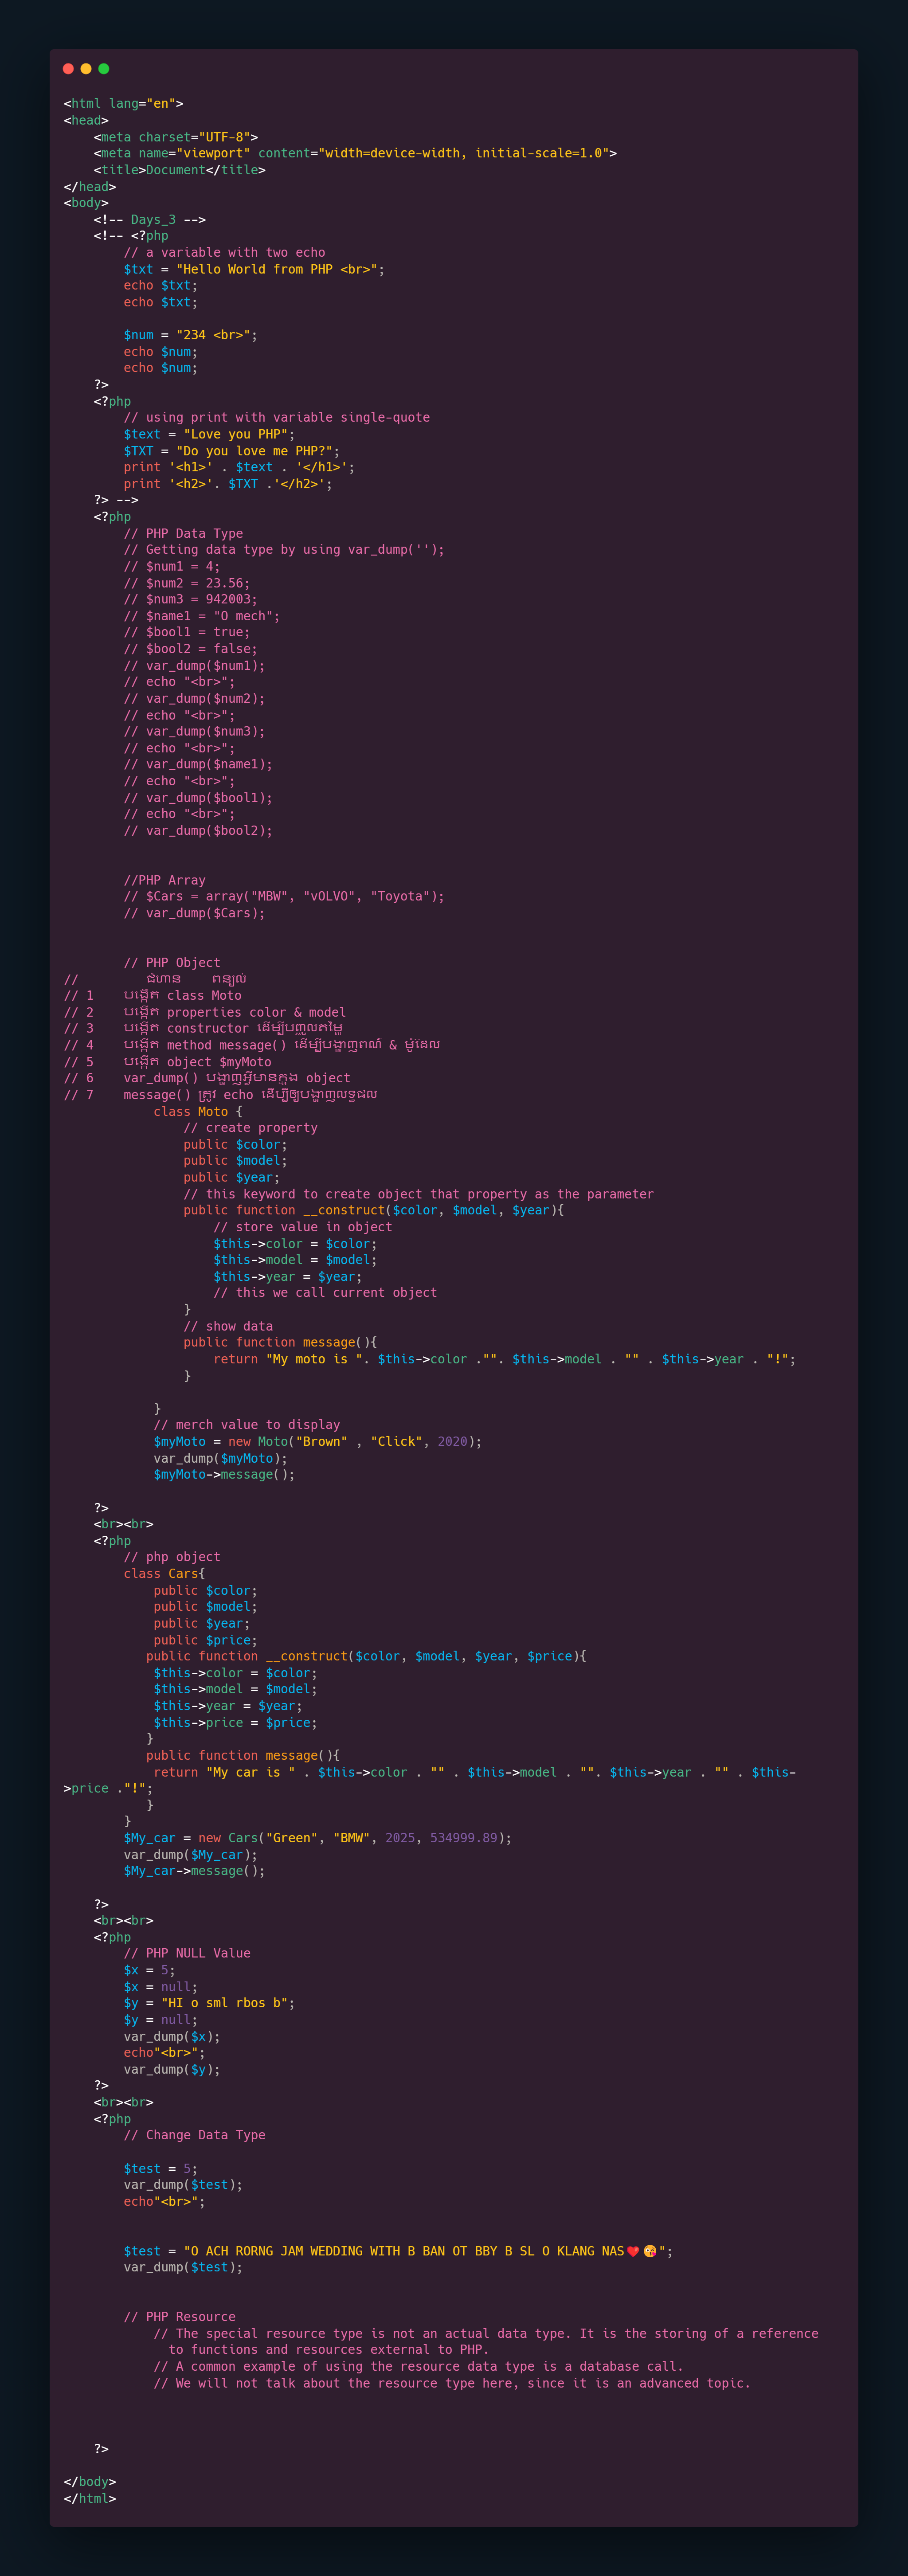 <html lang="en">
<head>
    <meta charset="UTF-8">
    <meta name="viewport" content="width=device-width, initial-scale=1.0">
    <title>Document</title>
</head>
<body>
    <!-- Days_3 -->
    <!-- <?php
        // a variable with two echo
        $txt = "Hello World from PHP <br>";
        echo $txt;
        echo $txt;

        $num = "234 <br>";
        echo $num;
        echo $num;
    ?>
    <?php
        // using print with variable single-quote
        $text = "Love you PHP";
        $TXT = "Do you love me PHP?";
        print '<h1>' . $text . '</h1>';
        print '<h2>'. $TXT .'</h2>';
    ?> -->
    <?php
        // PHP Data Type
        // Getting data type by using var_dump('');
        // $num1 = 4;
        // $num2 = 23.56;
        // $num3 = 942003;
        // $name1 = "O mech";
        // $bool1 = true;
        // $bool2 = false;
        // var_dump($num1);
        // echo "<br>";
        // var_dump($num2);
        // echo "<br>";
        // var_dump($num3);
        // echo "<br>";
        // var_dump($name1);
        // echo "<br>";
        // var_dump($bool1);
        // echo "<br>";
        // var_dump($bool2);


        //PHP Array
        // $Cars = array("MBW", "vOLVO", "Toyota");
        // var_dump($Cars);


        // PHP Object
//         ជំហាន    ពន្យល់
// 1    បង្កើត class Moto
// 2    បង្កើត properties color & model
// 3    បង្កើត constructor ដើម្បីបញ្ចូលតម្លៃ
// 4    បង្កើត method message() ដើម្បីបង្ហាញពណ៌ & ម៉ូដែល
// 5    បង្កើត object $myMoto
// 6    var_dump() បង្ហាញអ្វីមានក្នុង object
// 7    message() ត្រូវ echo ដើម្បីឲ្យបង្ហាញលទ្ធផល
            class Moto {
                // create property
                public $color;
                public $model;
                public $year;
                // this keyword to create object that property as the parameter
                public function __construct($color, $model, $year){
                    // store value in object
                    $this->color = $color;
                    $this->model = $model;
                    $this->year = $year;
                    // this we call current object
                }
                // show data
                public function message(){
                    return "My moto is ". $this->color ."". $this->model . "" . $this->year . "!";
                }

            }
            // merch value to display
            $myMoto = new Moto("Brown" , "Click", 2020);
            var_dump($myMoto);
            $myMoto->message();

    ?>
    <br><br>
    <?php
        // php object
        class Cars{
            public $color;
            public $model;
            public $year;
            public $price;
           public function __construct($color, $model, $year, $price){
            $this->color = $color;
            $this->model = $model;
            $this->year = $year;
            $this->price = $price;
           }
           public function message(){
            return "My car is " . $this->color . "" . $this->model . "". $this->year . "" . $this-
>price ."!";
           }
        }
        $My_car = new Cars("Green", "BMW", 2025, 534999.89);
        var_dump($My_car);
        $My_car->message();

    ?>
    <br><br>
    <?php
        // PHP NULL Value
        $x = 5;
        $x = null;
        $y = "HI o sml rbos b";
        $y = null;
        var_dump($x);
        echo"<br>";
        var_dump($y);
    ?>
    <br><br>
    <?php
        // Change Data Type

        $test = 5;
        var_dump($test);
        echo"<br>";


        $test = "O ACH RORNG JAM WEDDING WITH B BAN OT BBY B SL O KLANG NAS❤️😘";
        var_dump($test);


        // PHP Resource
            // The special resource type is not an actual data type. It is the storing of a reference
              to functions and resources external to PHP.
            // A common example of using the resource data type is a database call.
            // We will not talk about the resource type here, since it is an advanced topic.




    ?>

</body>
</html>